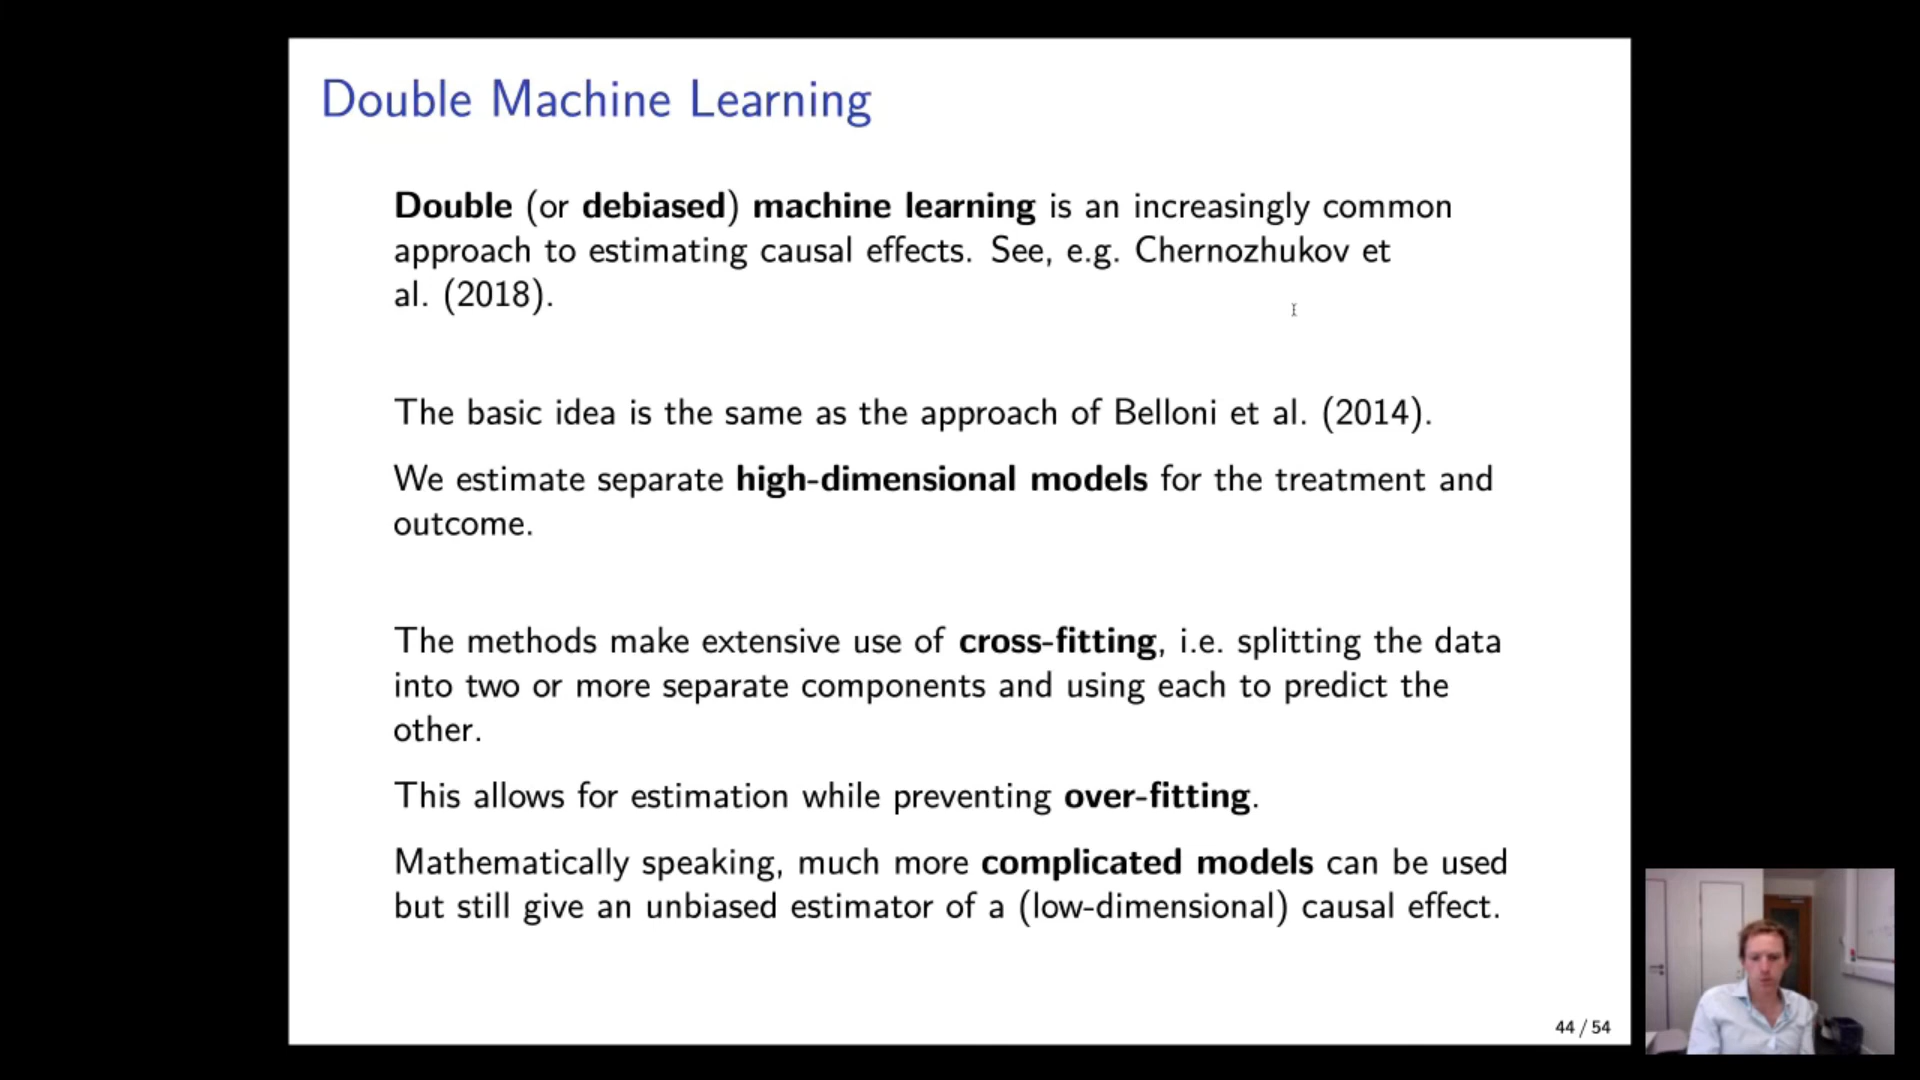 Double Machine Learning
Double (or debiased) machine learning is an increasingly common
approach to estimating causal effects. See, e.g. Chernozhukov et
al. (2018).
The basic idea is the same as the approach of Belloni et al. (2014).
We estimate separate high-dimensional models for the treatment and
outcome.
The methods make extensive use of cross-fitting, i.e. splitting the data
into two or more separate components and using each to predict the
other.
This allows for estimation while preventing over-fitting.
Mathematically speaking, much more complicated models can be used
but still give an unbiased estimator of a (low-dimensional) causal effect.
44 / 54